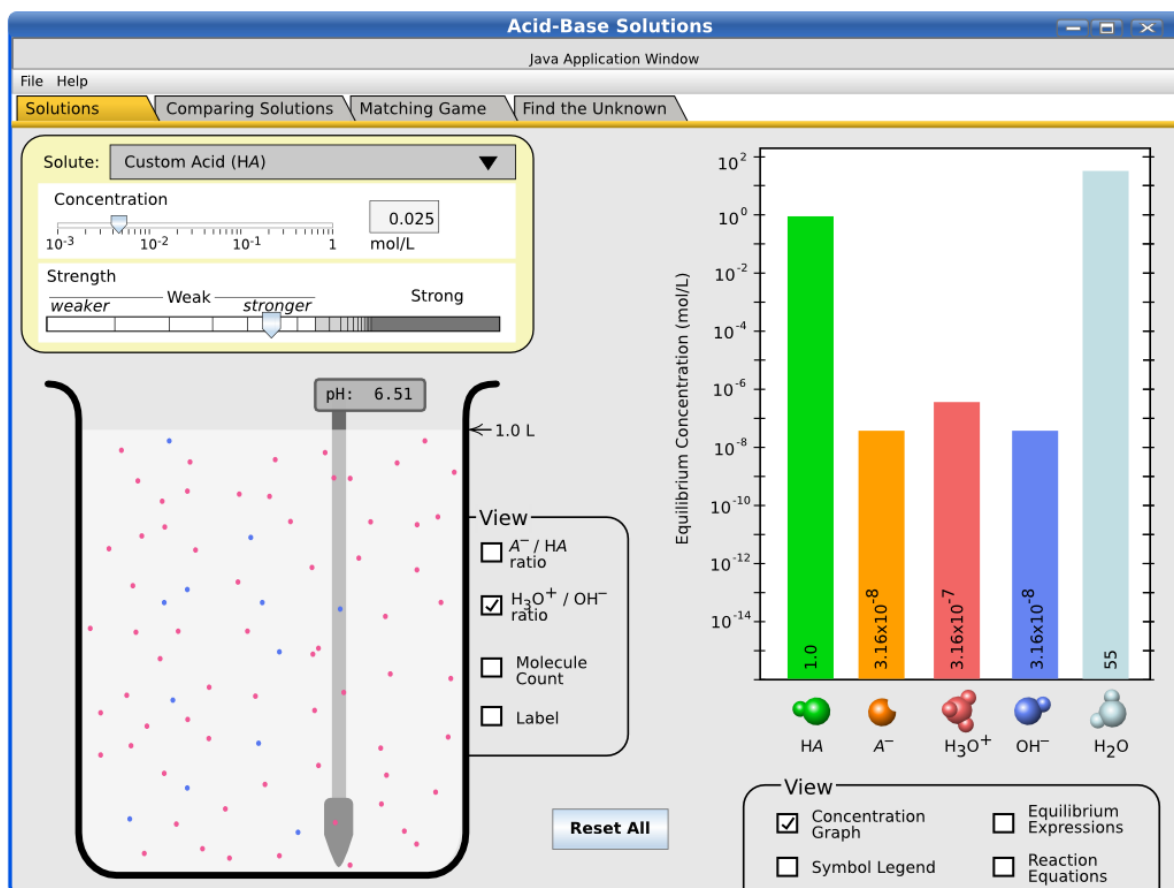 Acid-Base Solutions
Java Application Window
File Help
Solutions Comparing Solutions Matching Game Find the Unknown
Solute: Custom Acid (HA)
Concentration
0.025
mol/L
10⁻³ 10⁻² 10⁻¹ 1
Strength
Weak Strong
weaker stronger
pH: 6.51
1.0 L
View
A⁻ / HA
ratio
H₃O⁺ / OH⁻
ratio
Molecule
Count
Label
Reset All
Equilibrium Concentration (mol/L)
10²
10⁰
10⁻²
10⁻⁴
10⁻⁶
10⁻⁸
10⁻¹⁰
10⁻¹²
10⁻¹⁴
1.0
3.16x10⁻⁸
3.16x10⁻⁷
3.16x10⁻⁸
55
HA A⁻ H₃O⁺ OH⁻ H₂O
View
Concentration
Graph
Equilibrium
Expressions
Symbol Legend
Reaction
Equations